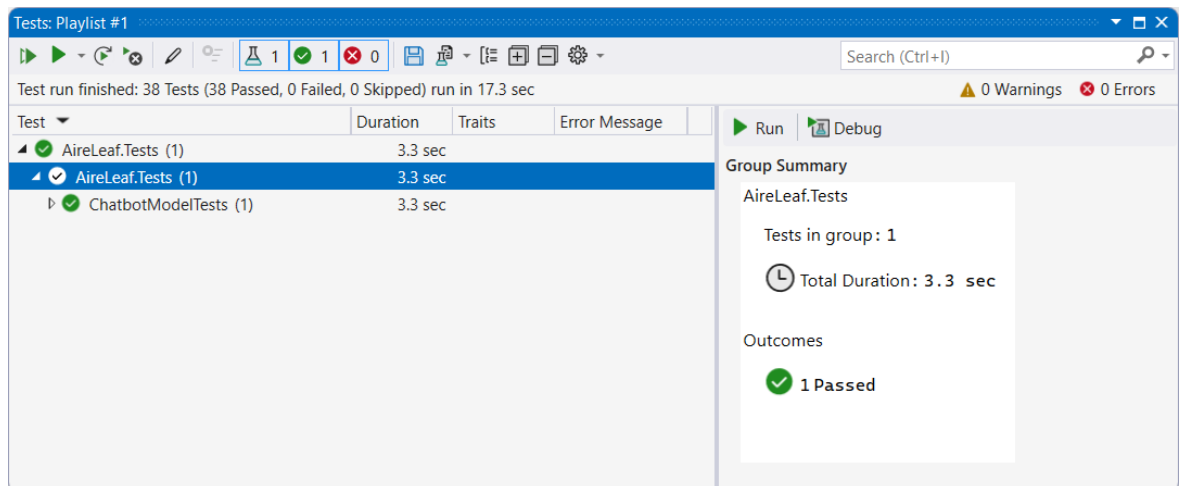 Tests: Playlist #1
1 1 0 Search (Ctrl+I)
Test run finished: 38 Tests (38 Passed, 0 Failed, 0 Skipped) run in 17.3 sec 0 Warnings 0 Errors
Test Duration Traits Error Message
AireLeaf.Tests (1) 3.3 sec
AireLeaf.Tests (1) 3.3 sec
ChatbotModelTests (1) 3.3 sec
Run Debug
Group Summary
AireLeaf.Tests
Tests in group: 1
Total Duration: 3.3 sec
Outcomes
1 Passed